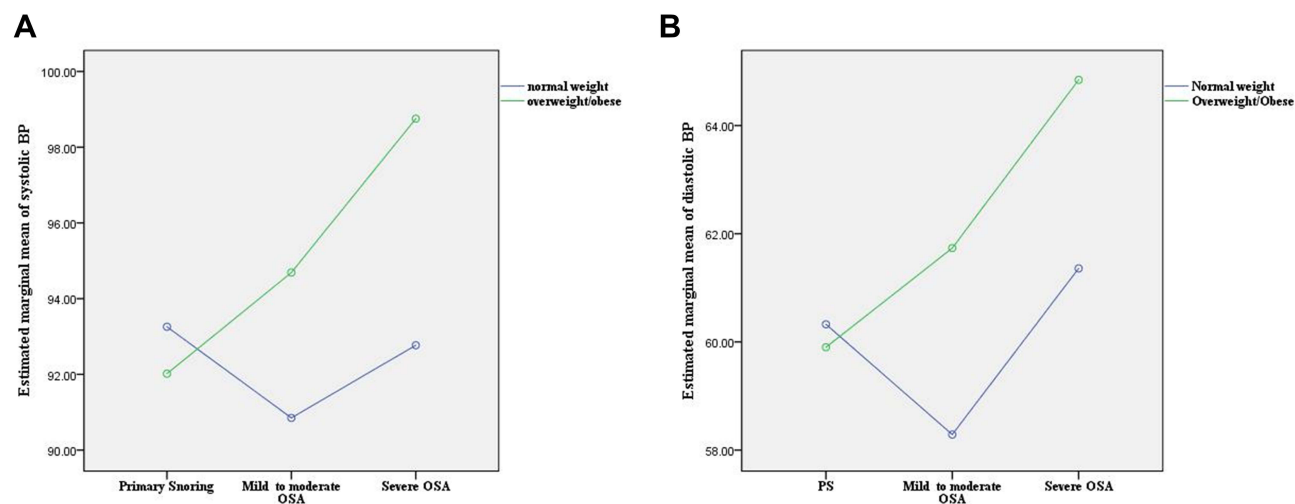 A
Estimated marginal mean of systolic BP
100.00
98.00
96.00
94.00
92.00
90.00
Primary Snoring
Mild to moderate
OSA
Severe OSA
normal weight
overweight/obese
B
Estimated marginal mean of diastolic BP
64.00
62.00
60.00
58.00
PS
Mild to moderate
OSA
Severe OSA
Normal weight
Overweight/Obese